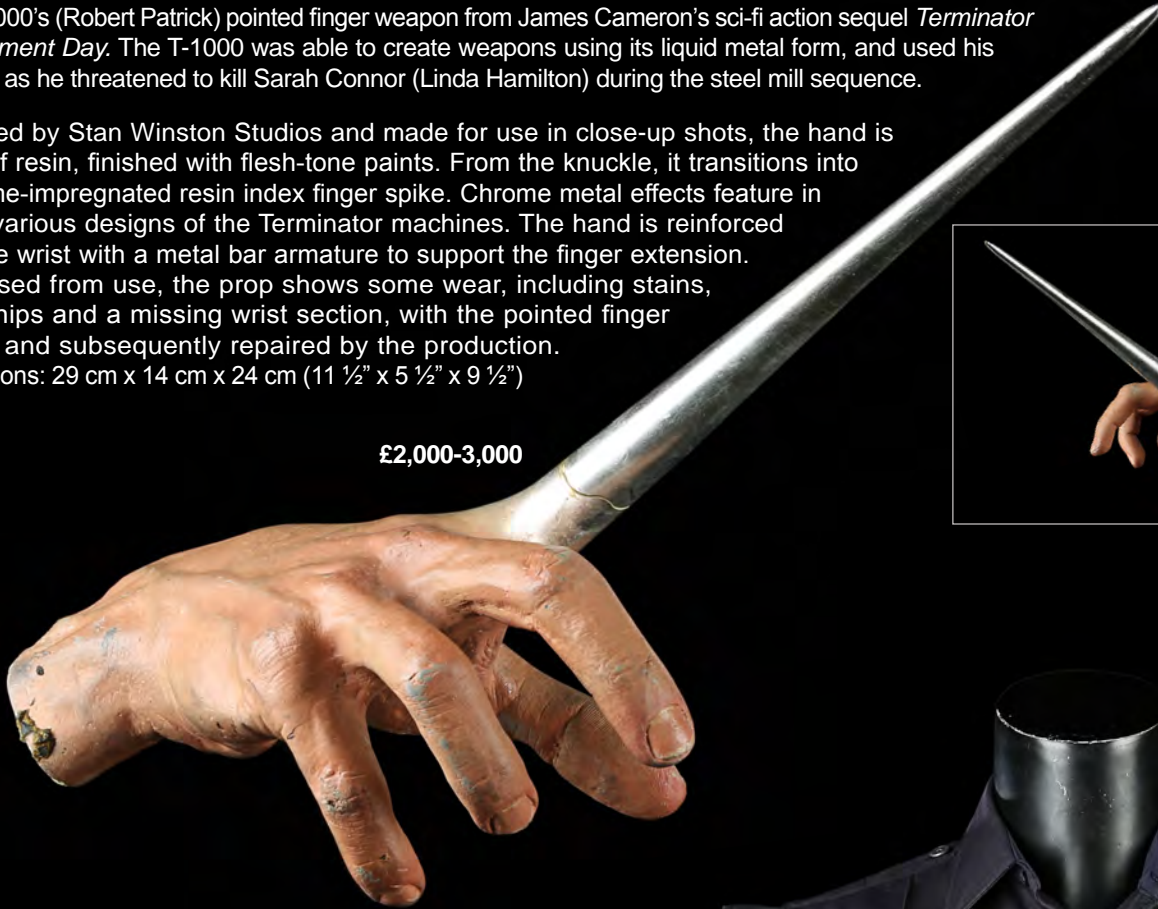 000's (Robert Patrick) pointed finger weapon from James Cameron's sci-fi action sequel Terminator
ment Day. The T-1000 was able to create weapons using its liquid metal form, and used his
as he threatened to kill Sarah Connor (Linda Hamilton) during the steel mill sequence.
ed by Stan Winston Studios and made for use in close-up shots, the hand is
f resin, finished with flesh-tone paints. From the knuckle, it transitions into
me-impregnated resin index finger spike. Chrome metal effects feature in
various designs of the Terminator machines. The hand is reinforced
e wrist with a metal bar armature to support the finger extension.
sed from use, the prop shows some wear, including stains,
hips and a missing wrist section, with the pointed finger
and subsequently repaired by the production.
ons: 29 cm x 14 cm x 24 cm (11 ½” x 5 ½” x 9 ½”)
£2,000-3,000